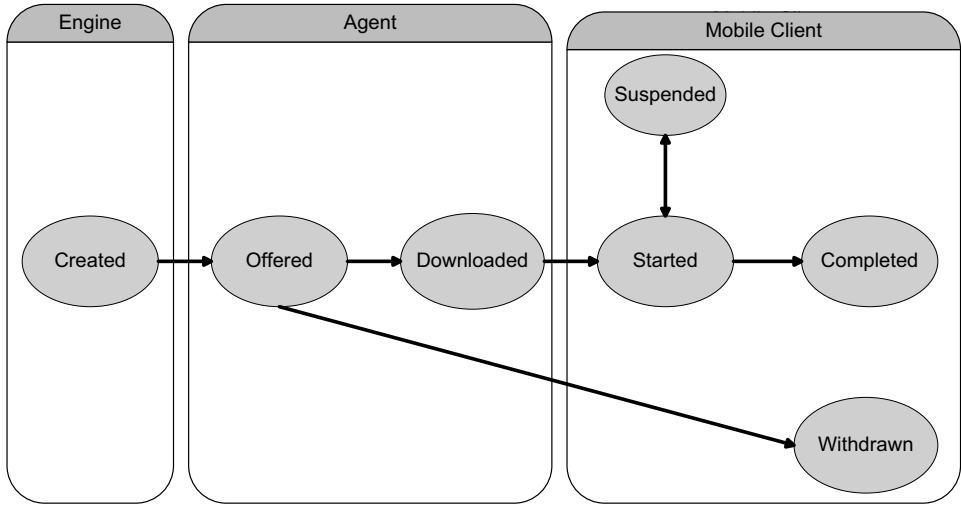 Engine
Agent
Mobile Client
Suspended
Created
Offered
Downloaded
Started
Completed
Withdrawn